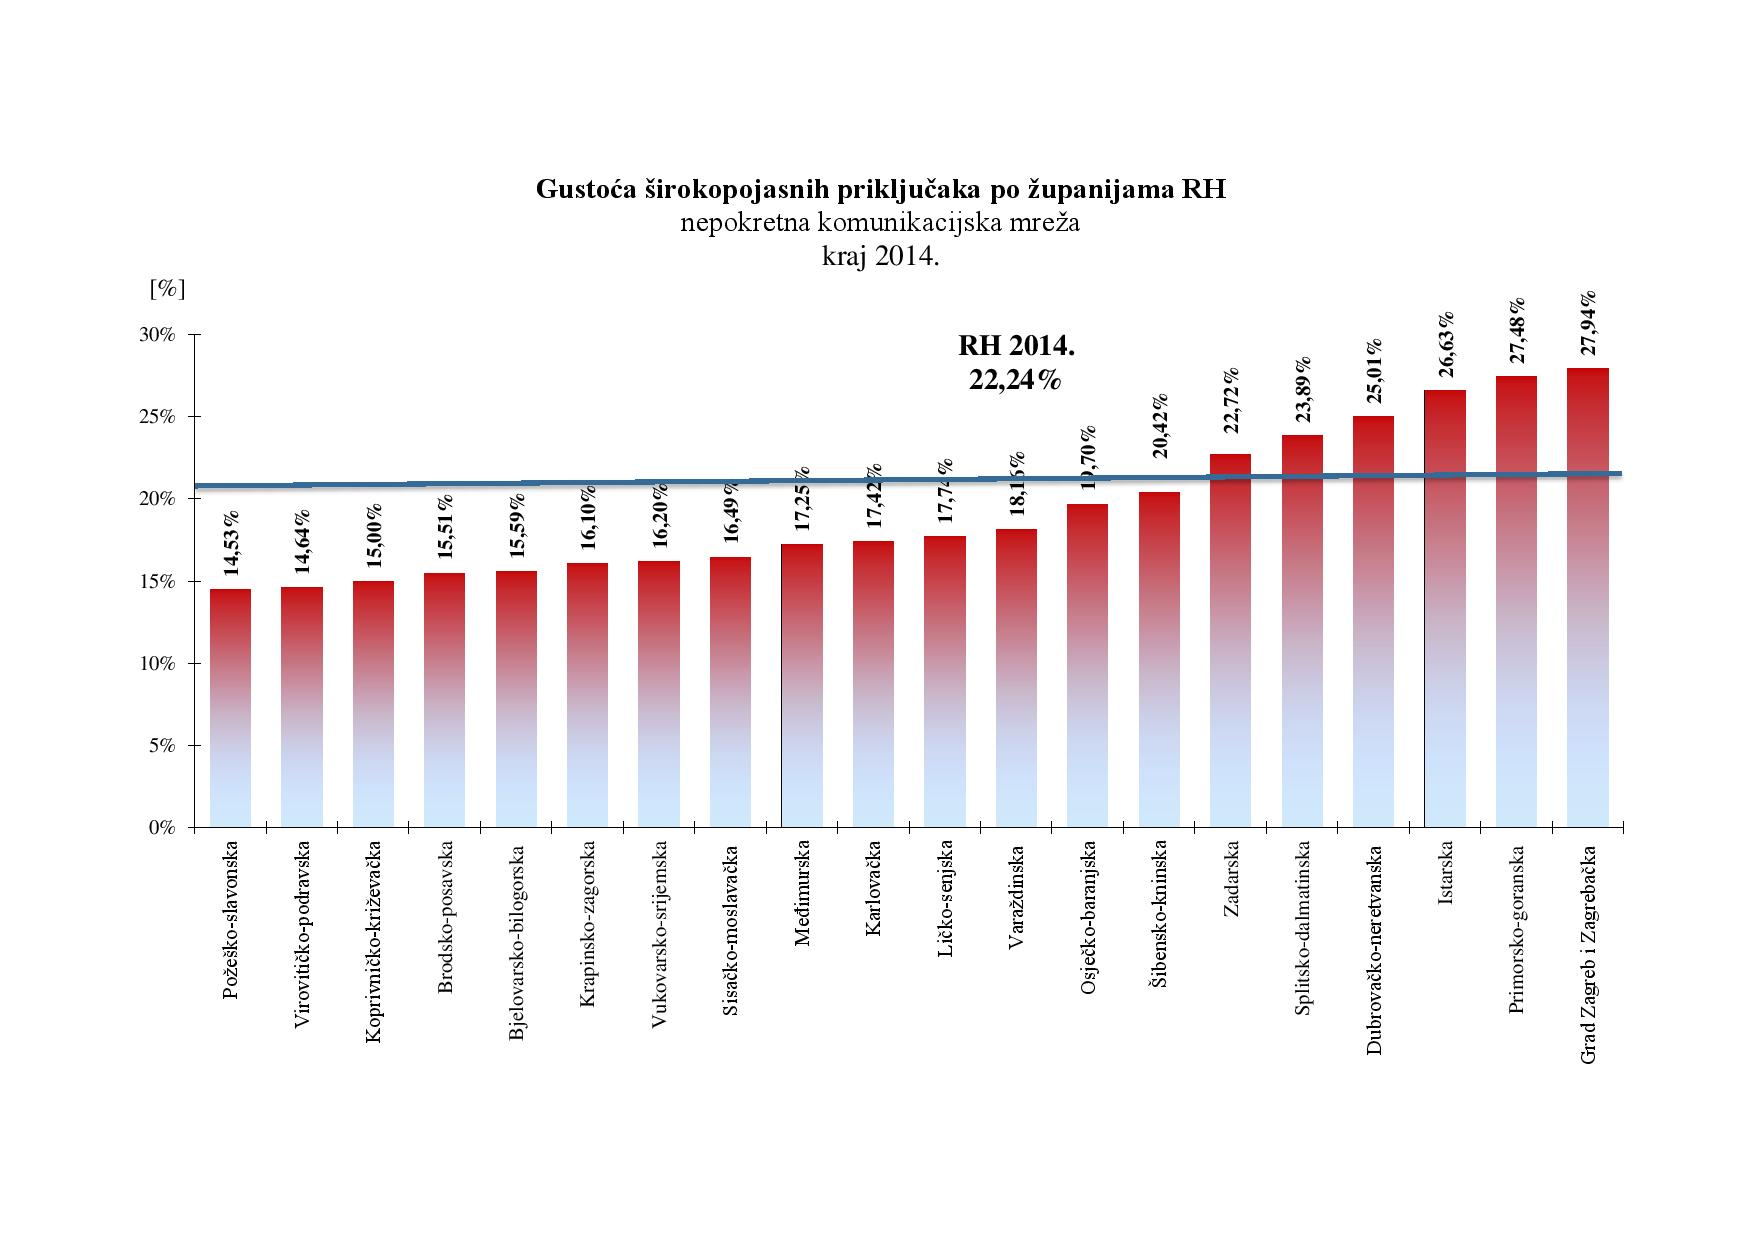 Gustoća širokopojasnih priključaka po županijama RH
nepokretna komunikacijska mreža
kraj 2014.
[%]
30%
25%
20%
15%
10%
5%
0%
RH 2014.
22,24%
14,53%
14,64%
15,00%
15,51%
15,59%
16,10%
16,20%
16,49%
17,25%
17,42%
17,74%
18,16%
19,70%
20,42%
22,72%
23,89%
25,01%
26,63%
27,48%
27,94%
Požeško-slavonska
Virovitičko-podravska
Koprivničko-križevačka
Brodsko-posavska
Bjelovarsko-bilogorska
Krapinsko-zagorska
Vukovarsko-srijemska
Sisačko-moslavačka
Međimurska
Karlovačka
Ličko-senjska
Varaždinska
Osječko-baranjska
Šibensko-kninska
Zadarska
Splitsko-dalmatinska
Dubrovačko-neretvanska
Istarska
Primorsko-goranska
Grad Zagreb i Zagrebačka